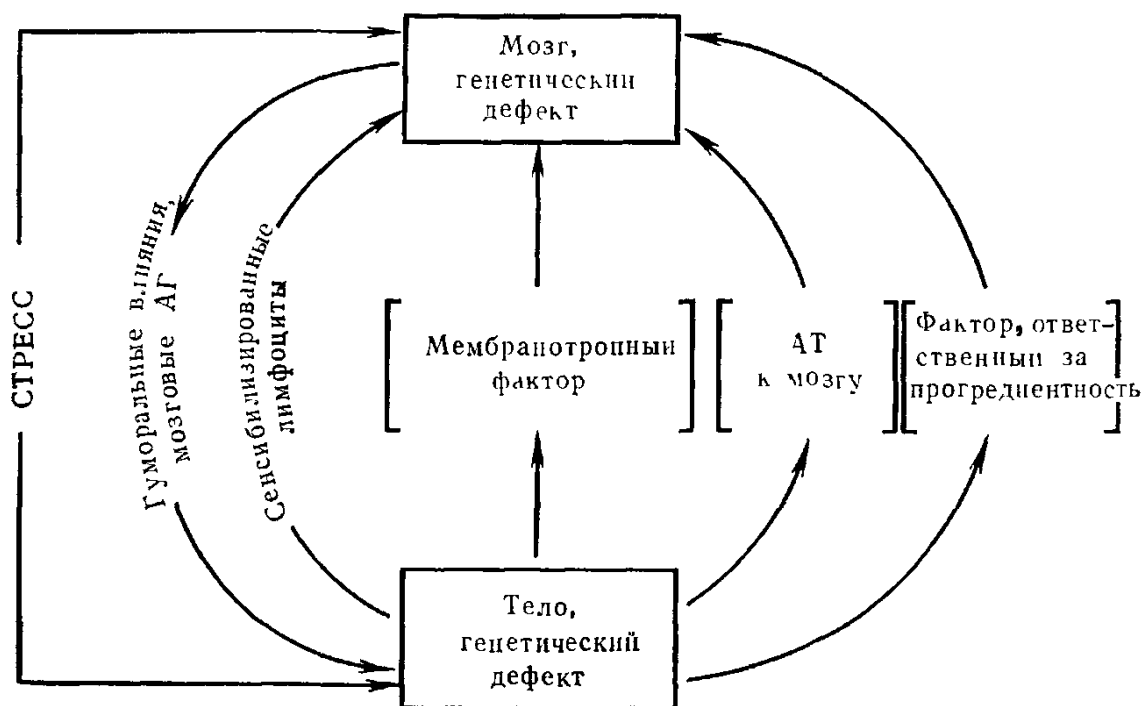 Мозг,
генетический
дефект
СТРЕСС
Гуморальные влияния,
мозговые АГ
Сенсибилизированные
лимфоциты
Мембранотропный
фактор
АТ
к мозгу
Фактор, ответ-
ственный за
прогредиентность
Тело,
генетический
дефект